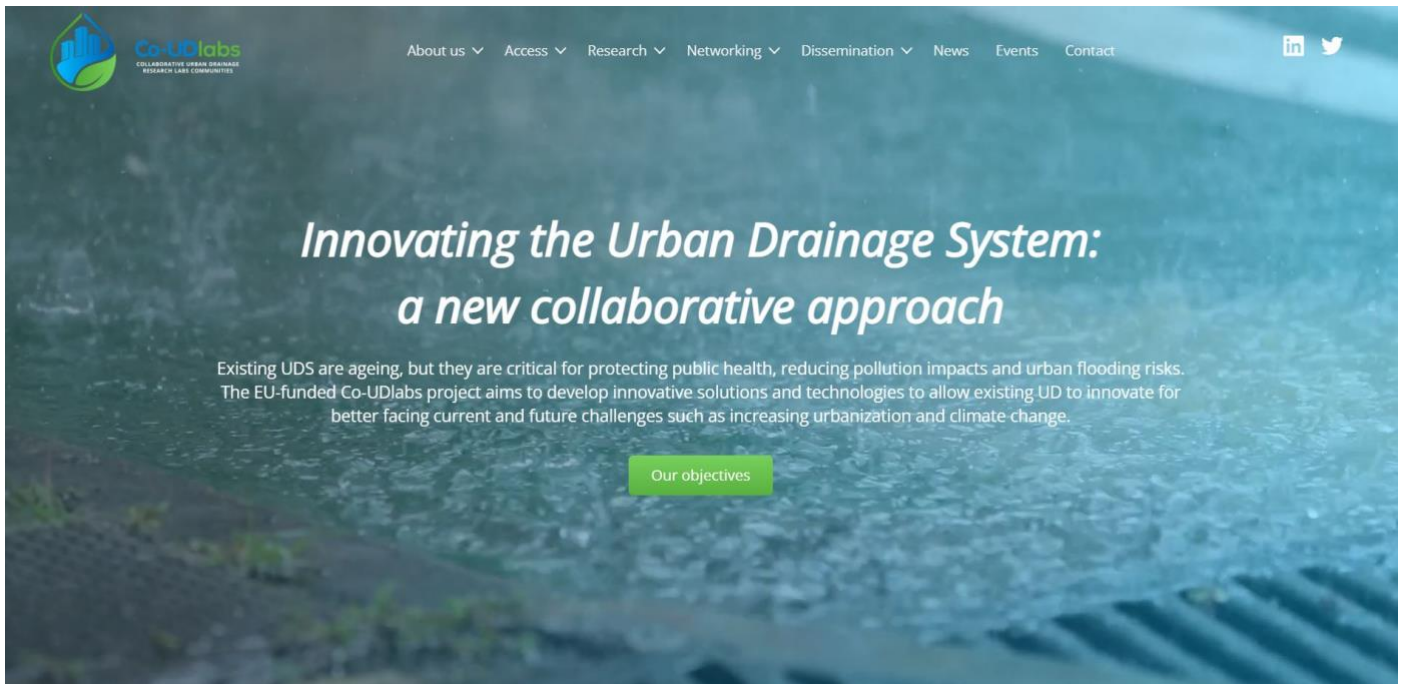 Co-UDlabs
COLLABORATIVE URBAN DRAINAGE
RESEARCH LABS COMMUNITIES
About us Access Research Networking Dissemination News Events Contact
in
Innovating the Urban Drainage System:
a new collaborative approach
Existing UDS are ageing, but they are critical for protecting public health, reducing pollution impacts and urban flooding risks.
The EU-funded Co-UDlabs project aims to develop innovative solutions and technologies to allow existing UD to innovate for
better facing current and future challenges such as increasing urbanization and climate change.
Our objectives